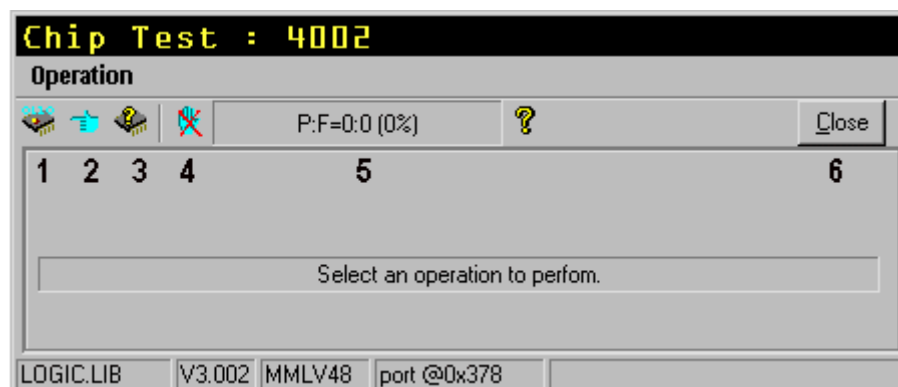 Chip Test : 4002
Operation
P:F=0:0 (0%) ? Close
1 2 3 4 5 6
Select an operation to perfom.
LOGIC.LIB V3.002 MMLV48 port @0x378